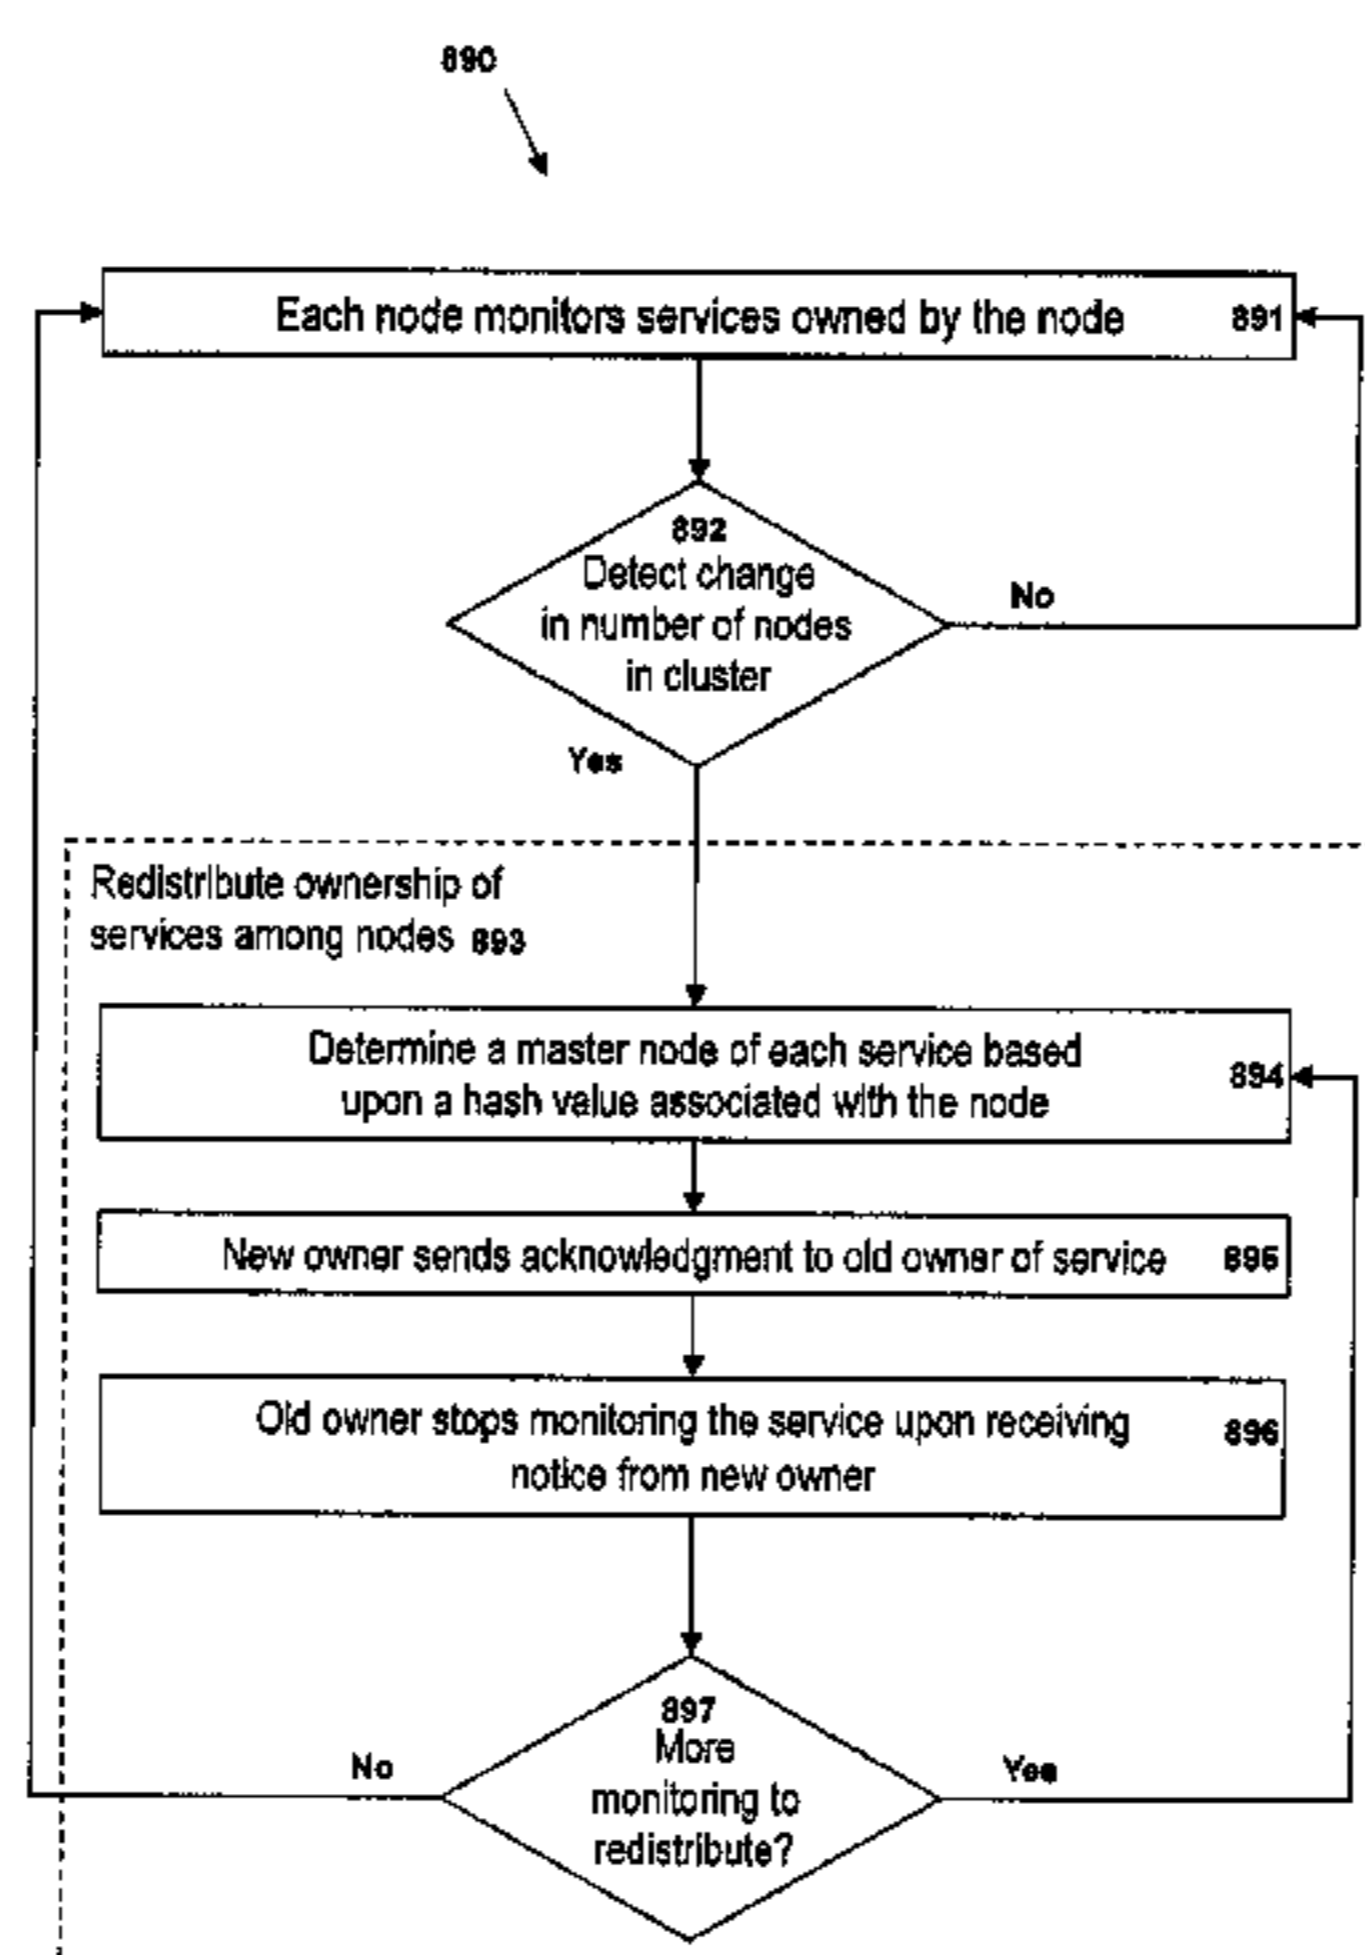 890
Each node monitors services owned by the node 891
892
Detect change
in number of nodes
in cluster
No
Yes
Redistribute ownership of
services among nodes 893
Determine a master node of each service based
upon a hash value associated with the node
894
New owner sends acknowledgment to old owner of service 895
Old owner stops monitoring the service upon receiving
notice from new owner
896
897
More
monitoring to
redistribute?
No
Yes